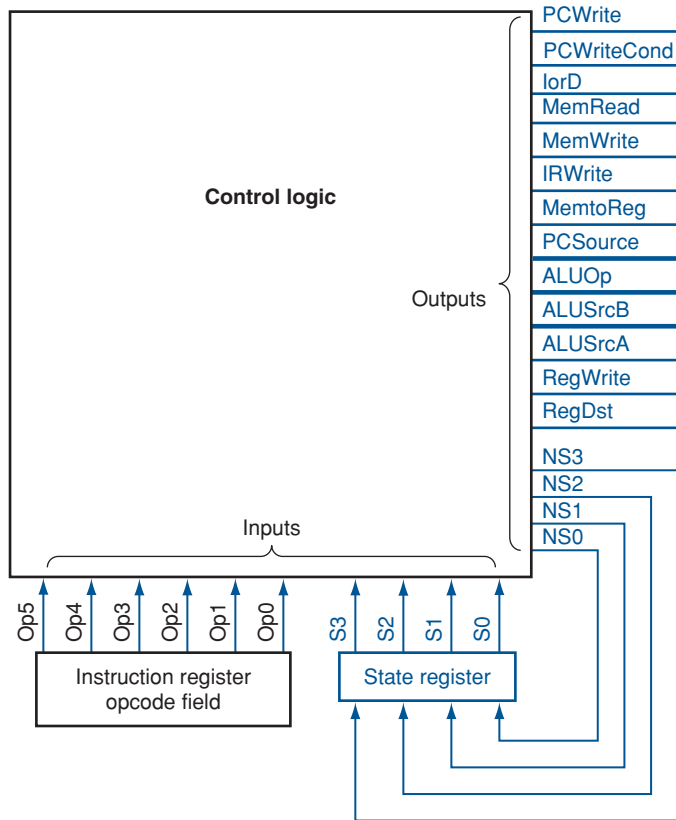 PCWrite
PCWriteCond
IorD
MemRead
MemWrite
IRWrite
Control logic
MemtoReg
PCSource
ALUOp
Outputs
ALUSrcB
ALUSrcA
RegWrite
RegDst
NS3
NS2
NS1
Inputs
NS0
Op5
Op4
Op3
Op2
Op1
Op0
S3
S2
S1
S0
Instruction register
opcode field
State register